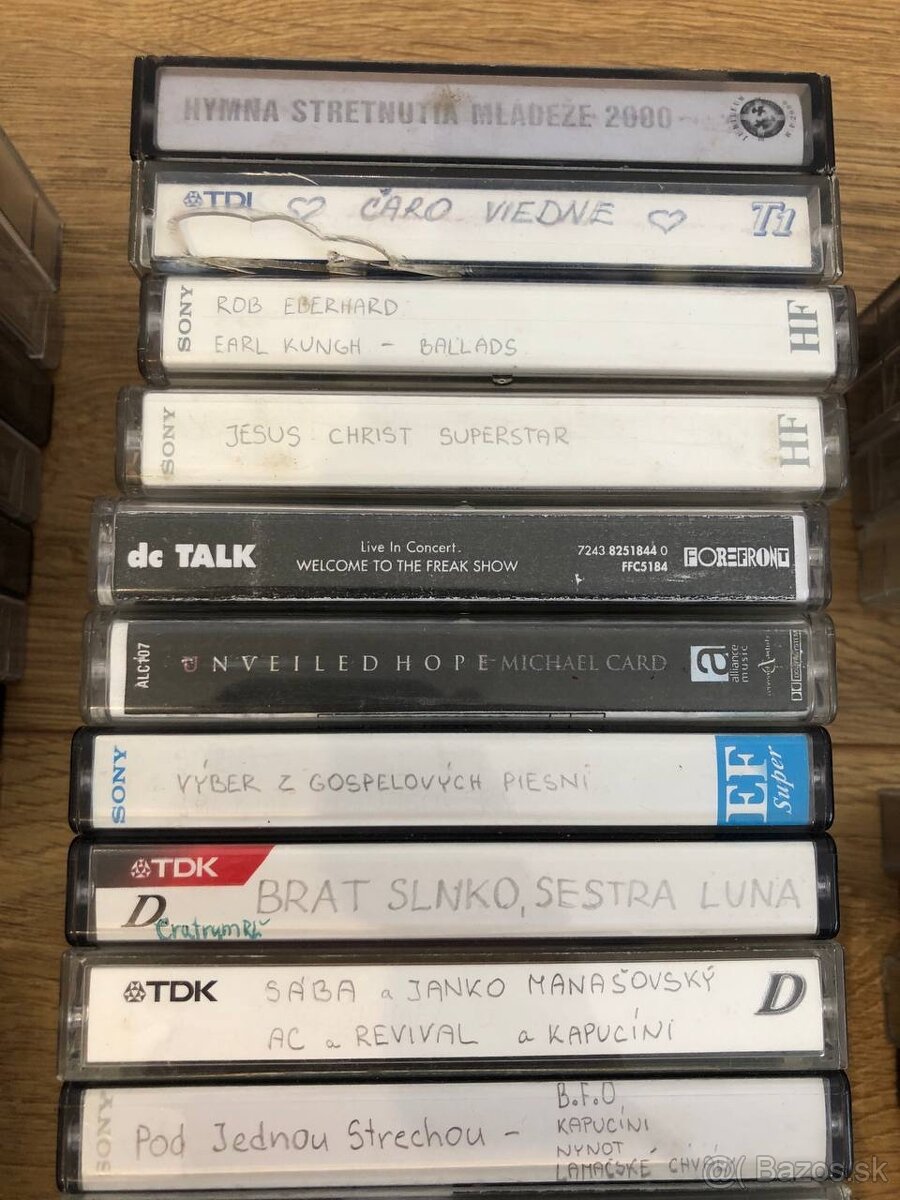 HYMNA STRETNUTIA MLÁDEŽE 2000
TDK ♡ ČARO VIEDNE ♡ T1
SONY
ROB EBERHARD
EARL KUNGH - BALLADS
HF
SONY
JESUS CHRIST SUPERSTAR
HF
dc TALK
Live In Concert.
WELCOME TO THE FREAK SHOW
7243 8251844 0
FFC5184
FOREFRONT
ALC107
UNVEILED HOPE MICHAEL CARD
a
alliance
music
SONY
VÝBER Z GOSPELOVÝCH PIESNÍ
EF
Super
TDK
D
BRAT SLNKO, SESTRA LUNA
TDK
SÁBA a JANKO MANAŠOVSKÝ
AC a REVIVAL a KAPUCÍNI
D
SONY
Pod Jednou Strechou -
B.F.O
KAPUCÍNI
NYNOT
LAMAČSKÉ CHVÁLY
Bazos.sk